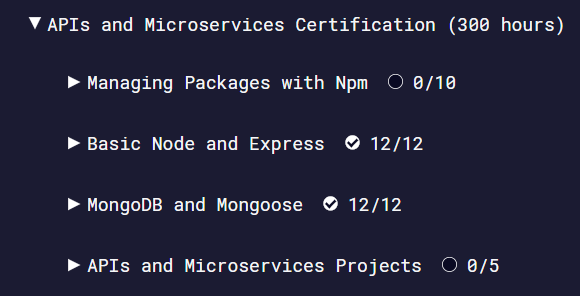 APIs and Microservices Certification (300 hours)
Managing Packages with Npm 0/10
Basic Node and Express 12/12
MongoDB and Mongoose 12/12
APIs and Microservices Projects 0/5